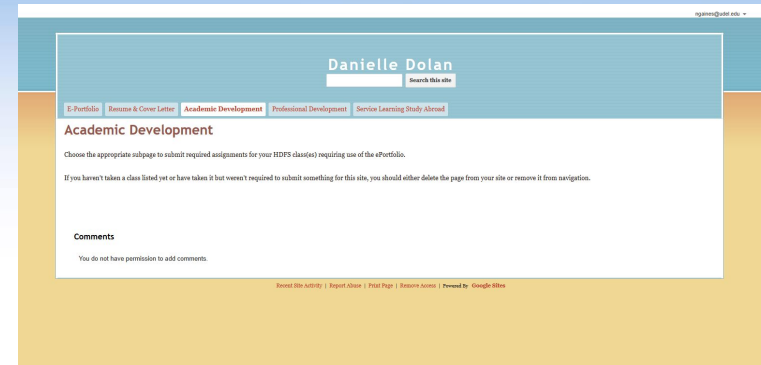 ngaines@udel.edu
Danielle Dolan
Search this site
E-Portfolio Resume & Cover Letter Academic Development Professional Development Service Learning Study Abroad
Academic Development
Choose the appropriate subpage to submit required assignments for your HDFS class(es) requiring use of the ePortfolio.
If you haven't taken a class listed yet or have taken it but weren't required to submit something for this site, you should either delete the page from your site or remove it from navigation.
Comments
You do not have permission to add comments.
Recent Site Activity | Report Abuse | Print Page | Remove Access | Powered By Google Sites